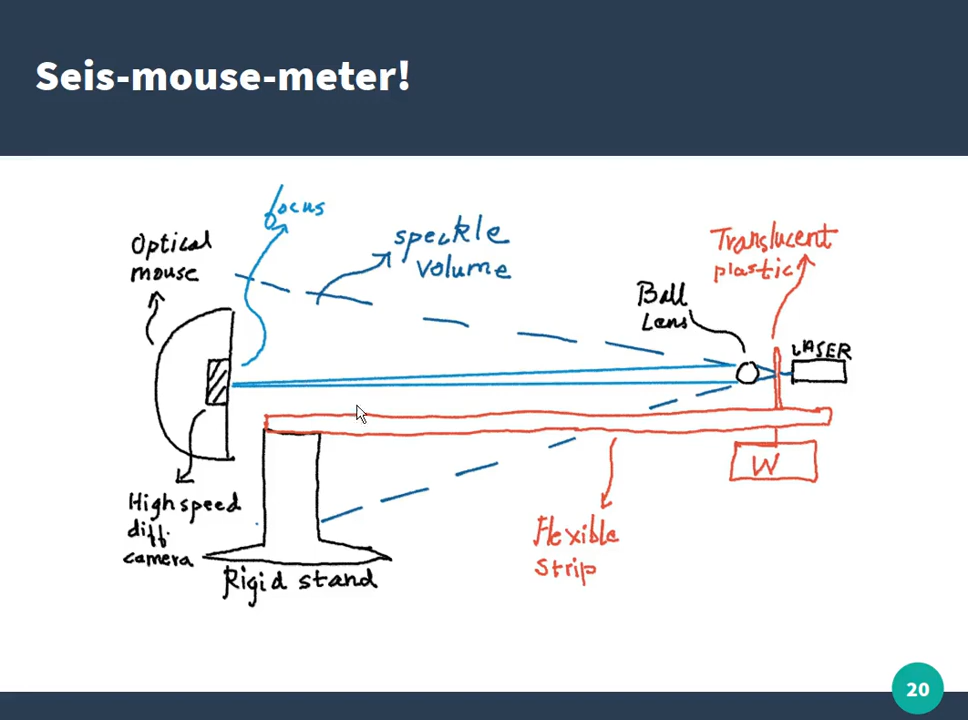 Seis-mouse-meter!
focus
Optical
mouse
speckle
volume
Translucent
plastic
Ball
Lens
LASER
W
High speed
diff.
camera
Rigid stand
Flexible
strip
20